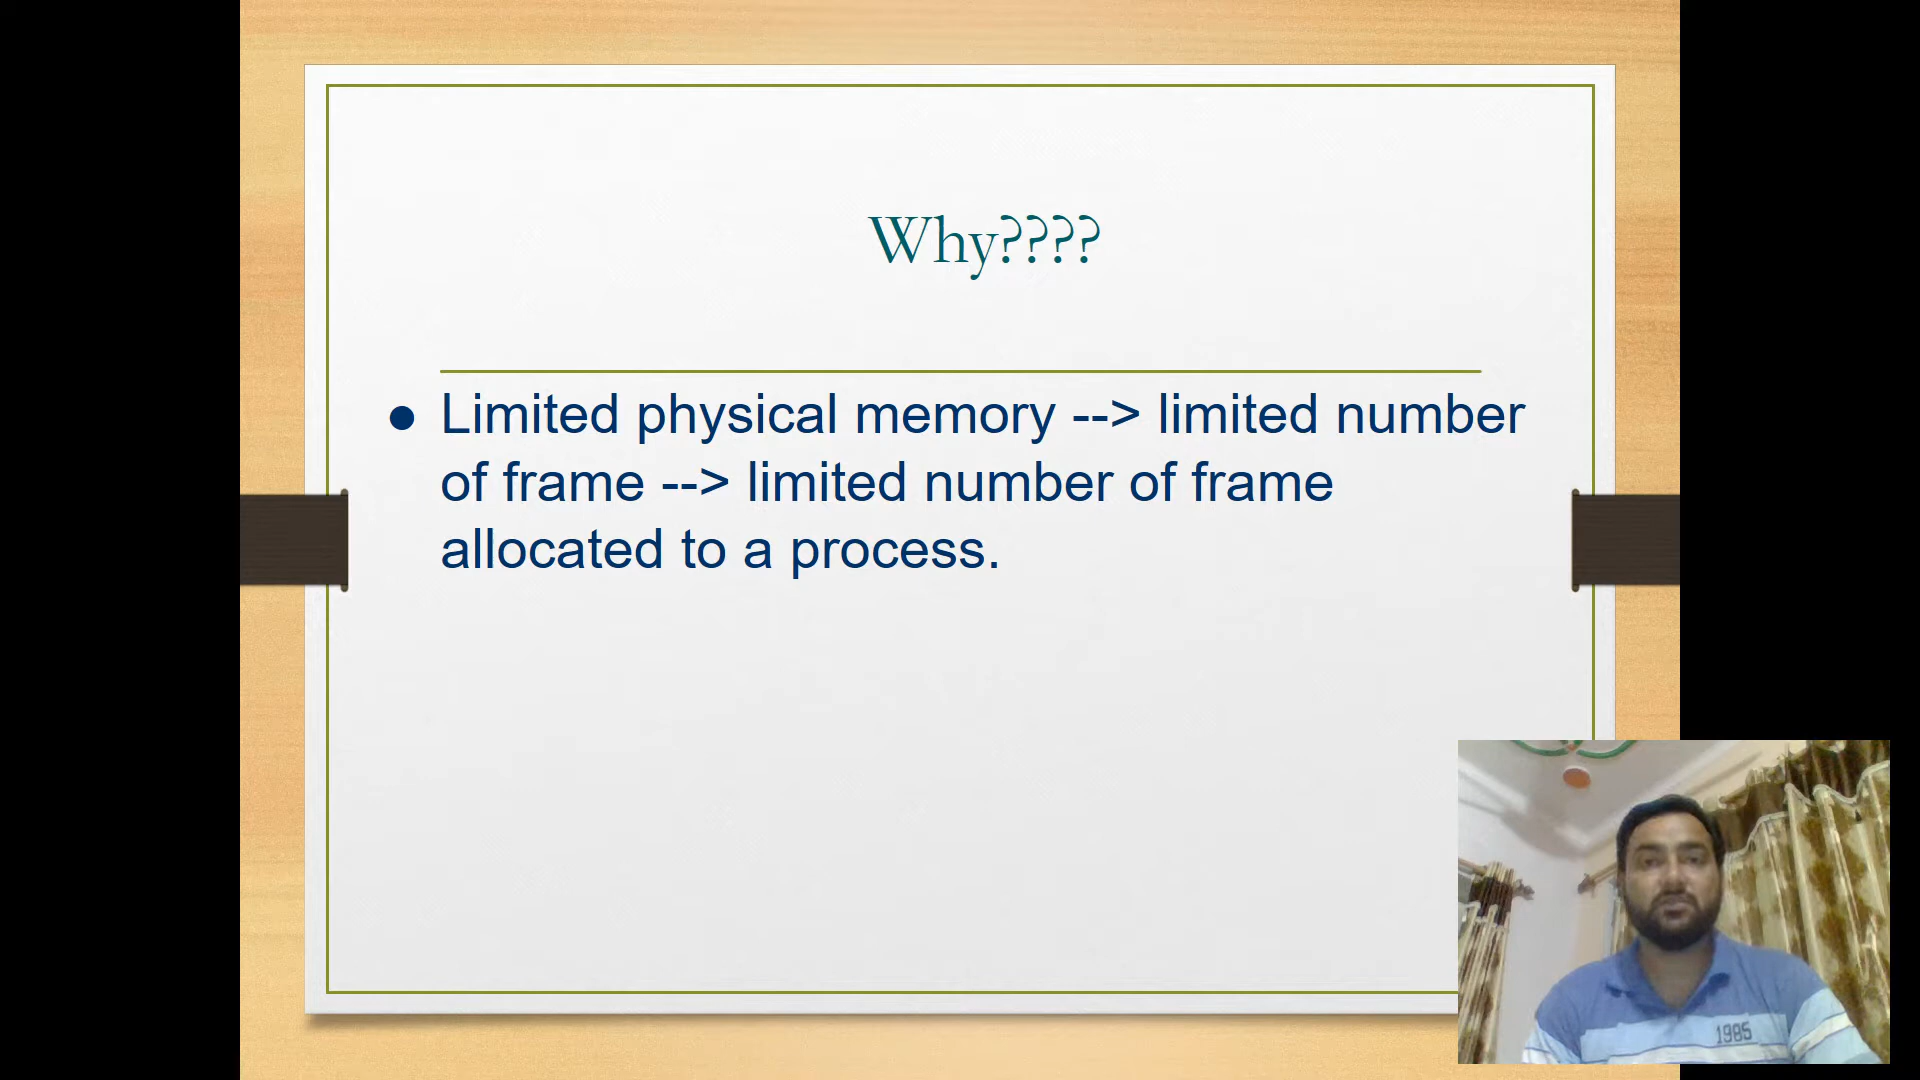 Why????
● Limited physical memory --> limited number
of frame --> limited number of frame
allocated to a process.
1985